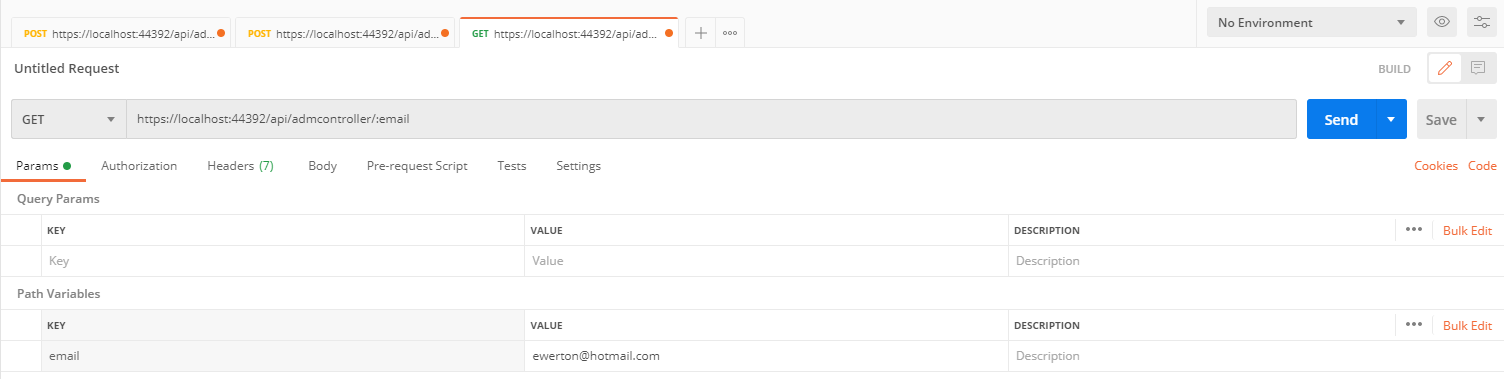 POST https://localhost:44392/api/ad... POST https://localhost:44392/api/ad... GET https://localhost:44392/api/ad... No Environment
Untitled Request BUILD
GET https://localhost:44392/api/admcontroller/:email Send Save
Params Authorization Headers (7) Body Pre-request Script Tests Settings Cookies Code
Query Params
KEY VALUE DESCRIPTION Bulk Edit
Key Value Description
Path Variables
KEY VALUE DESCRIPTION Bulk Edit
email ewerton@hotmail.com Description